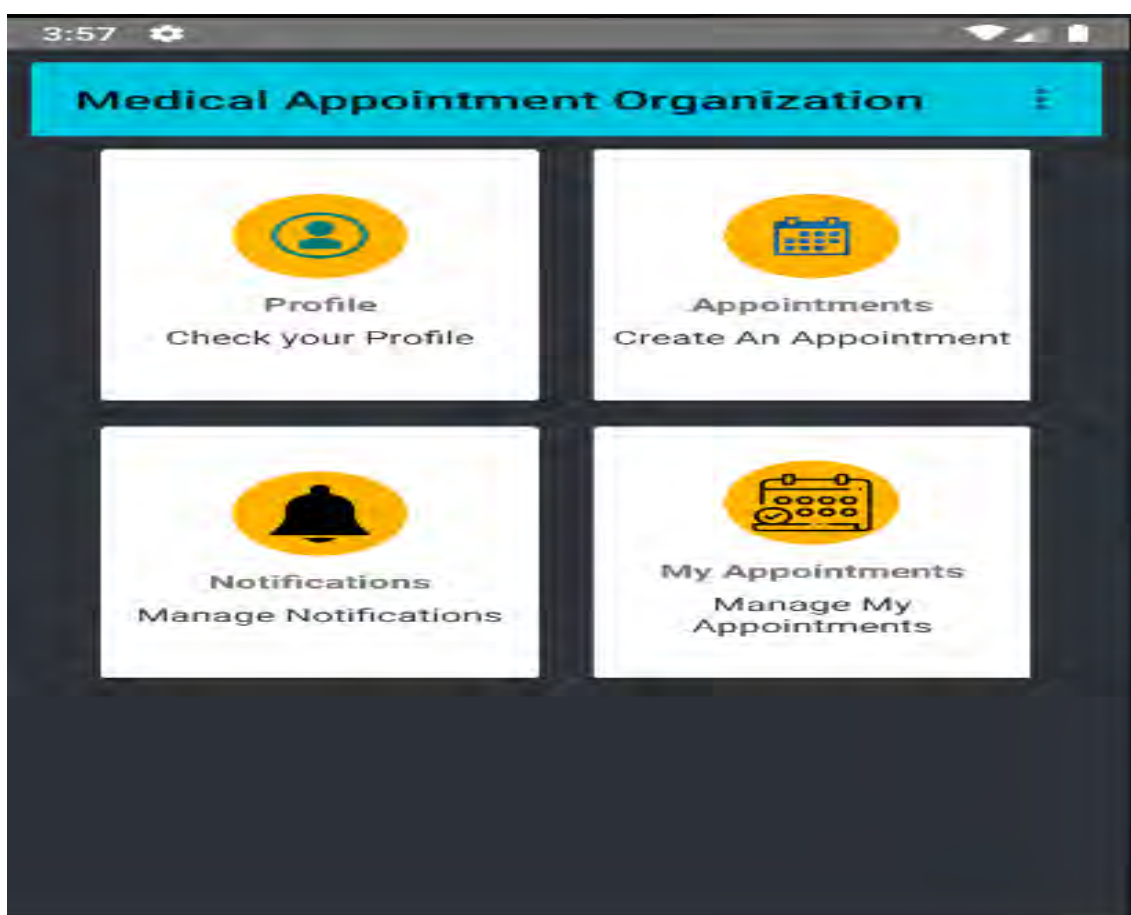 3:57
Medical Appointment Organization
Profile
Check your Profile
Appointments
Create An Appointment
Notifications
Manage Notifications
My Appointments
Manage My
Appointments